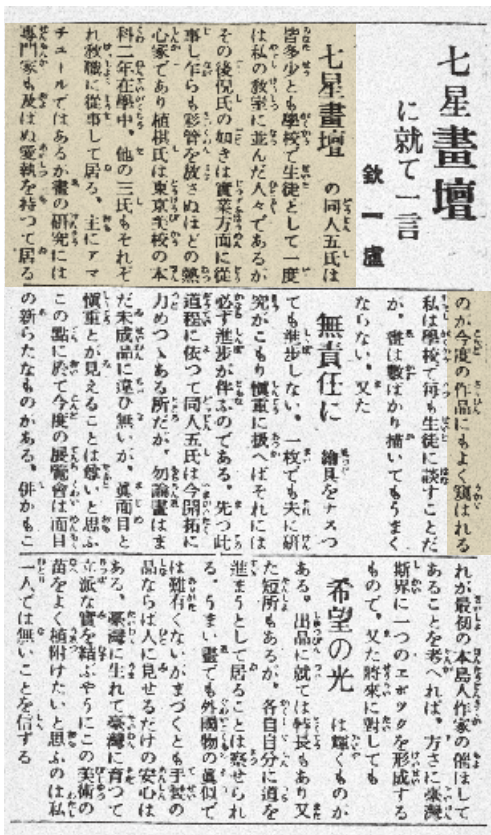 七星畫壇
に就て一言
欽一廬
七星畫壇 の同人五氏は
皆多少とも學校で生徒として一度
は私の教室に並んだ人々であるが
その後倪氏の如きは實業方面に從
事し乍らも彩管を放さぬほどの熱
心家であり植棋氏は東京美校の本
科二年在學中、他の三氏もそれぞ
れ教職に從事して居る。主にアマ
チュールではあるが畫の研究には
專門家も及ばぬ愛執を持つて居る
のが今度の作品にもよく窺はれる
私は學校で毎も生徒に談すことだ
が、畫は數ばかり描いてもうまく
ならない、又た
無責任に 繪具をナスつ
ても進歩しない。一枚でも夫に研
究がこもり愼重に扱へばそれには
必ず進歩が伴ふのである。先つ此
道程に依つて同人五氏は今開拓に
力めつゝある所だが、勿論畫はま
だ未成品に違ひ無いが、眞面目と
愼重とが見えることは尊いと思ふ
この點に於て今度の展覽會は面目
の新らたなものがある。併かもこ
れが最初の本島人作家の催ほして
あることを考へれば、方さに臺灣
斯界に一つのエポックを形成する
もので、又た將來に對しても
希望の光 は輝くものが
ある。出品に就ては特長もあり又
た短所もあるが、各自自分に道を
進まうとして居ることは察せられ
る。うまい畫でも外國物の眞似で
は難有くないがまづくとも手製の
品ならば人に見せるだけの安心は
ある。臺灣に生れて臺灣に育つて
立派な實を結ぶやうにこの美術の
苗をよく植附けたいと思ふのは私
一人では無いことを信する